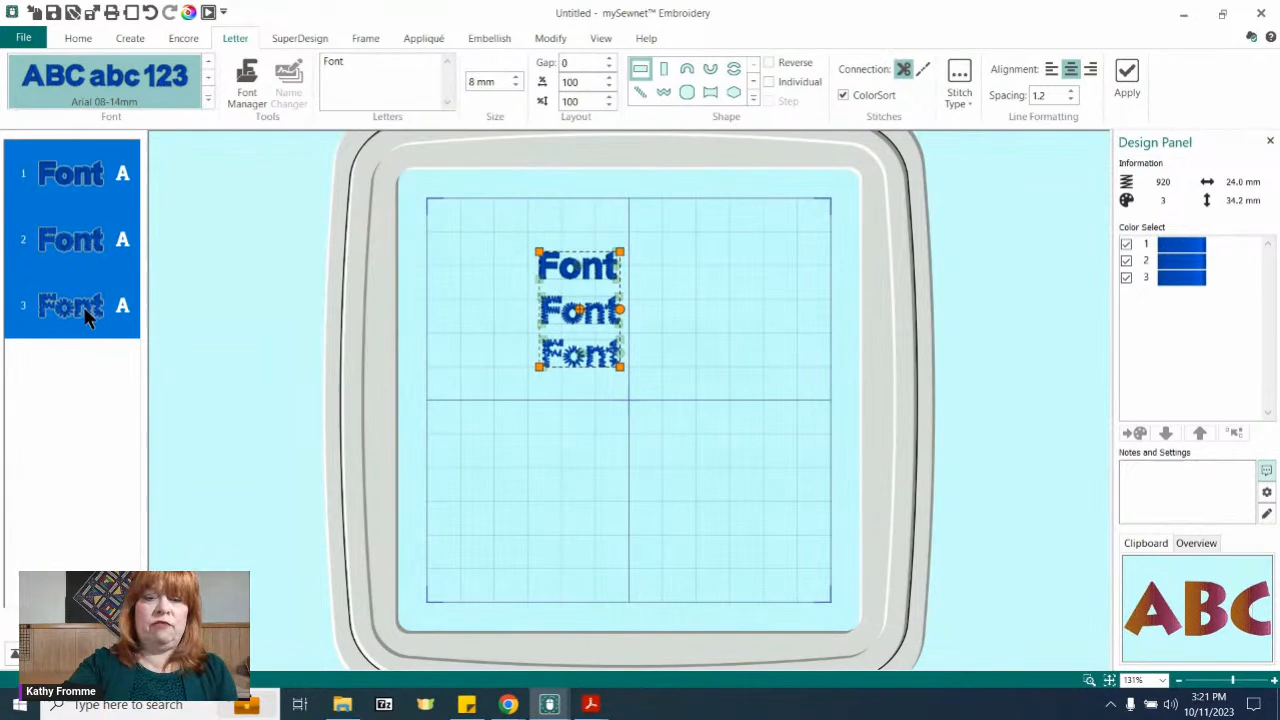 Untitled - mySewnet™ Embroidery
File Home Create Encore Letter SuperDesign Frame Appliqué Embellish Modify View Help
ABC abc 123
Arial 08-14mm
Font
Font Manager
Name Changer
Tools
Font
Letters
8 mm
Size
Gap: 0
100
100
Layout
Reverse
Individual
Step
Shape
Connection:
ColorSort
Stitch Type
Stitches
Alignment:
Spacing: 1.2
Line Formatting
Apply
1 Font A
2 Font A
3 Font A
Font
Font
Font
Design Panel
Information
920 24.0 mm
3 34.2 mm
Color Select
1
2
3
Notes and Settings
Clipboard Overview
ABC
Kathy Fromme
131%
Type here to search
3:21 PM
10/11/2023